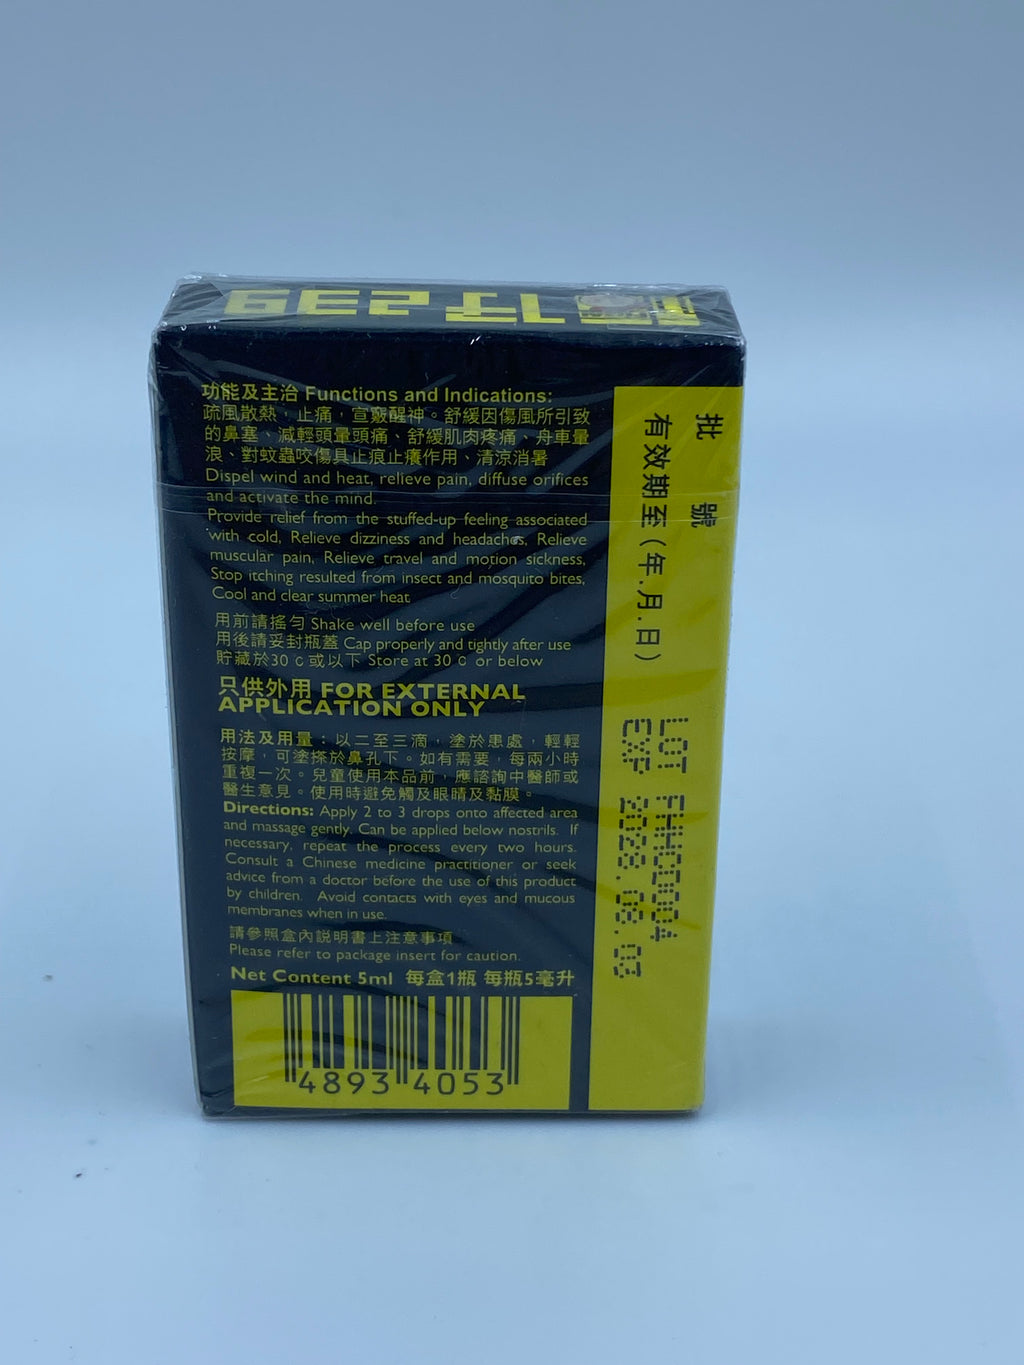 功能及主治 Functions and Indications:
疏風散熱，止痛，宣竅醒神。舒緩因傷風所引致
的鼻塞、減輕頭暈頭痛、舒緩肌肉疼痛、舟車暈
浪、對蚊蟲咬傷具止痕止癢作用、清涼消暑
Dispel wind and heat, relieve pain, diffuse orifices
and activate the mind.
Provide relief from the stuffed-up feeling associated
with cold, Relieve dizziness and headaches, Relieve
muscular pain, Relieve travel and motion sickness,
Stop itching resulted from insect and mosquito bites,
Cool and clear summer heat
用前請搖勻 Shake well before use
用後請妥封瓶蓋 Cap properly and tightly after use
貯藏於30 c 或以下 Store at 30 c or below
只供外用 FOR EXTERNAL
APPLICATION ONLY
用法及用量：以二至三滴，塗於患處，輕輕
按摩，可塗搽於鼻孔下。如有需要，每兩小時
重複一次。兒童使用本品前，應諮詢中醫師或
醫生意見。使用時避免觸及眼睛及黏膜。
Directions: Apply 2 to 3 drops onto affected area
and massage gently. Can be applied below nostrils. If
necessary, repeat the process every two hours.
Consult a Chinese medicine practitioner or seek
advice from a doctor before the use of this product
by children. Avoid contacts with eyes and mucous
membranes when in use.
請參照盒內說明書上注意事項
Please refer to package insert for caution.
Net Content 5ml 每盒1瓶 每瓶5毫升
4893 4053
批 號
有效期至(年.月.日)
LOT FHHC0004
EXP 2028.08.03